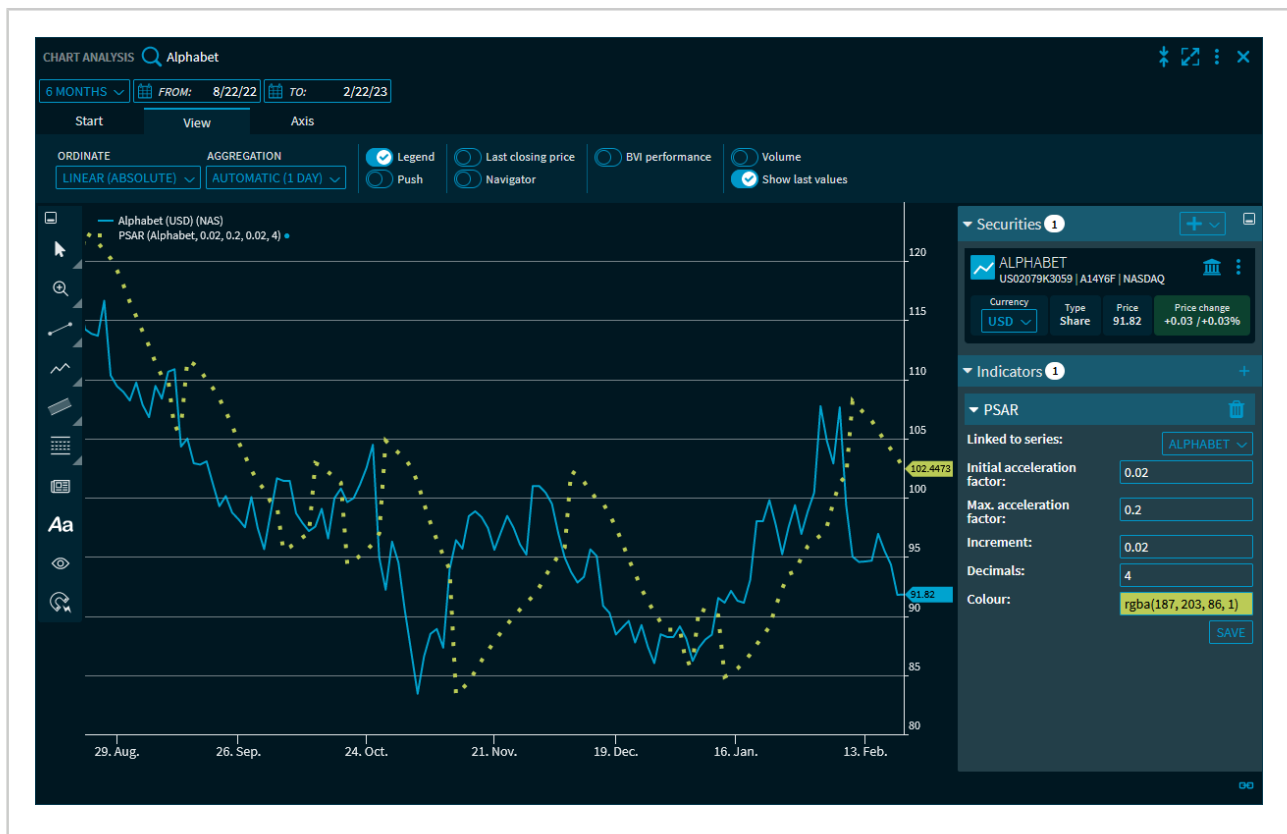 CHART ANALYSIS Alphabet
6 MONTHS FROM: 8/22/22 TO: 2/22/23
Start View Axis
ORDINATE AGGREGATION
LINEAR (ABSOLUTE) AUTOMATIC (1 DAY)
Legend Last closing price BVI performance Volume
Push Navigator Show last values
Alphabet (USD) (NAS)
PSAR (Alphabet, 0.02, 0.2, 0.02, 4)
Aa
120
115
110
105
102.4473
100
95
91.82
90
85
80
29. Aug. 26. Sep. 24. Oct. 21. Nov. 19. Dec. 16. Jan. 13. Feb.
Securities 1
ALPHABET
US02079K3059 | A14Y6F | NASDAQ
Currency Type Price Price change
USD Share 91.82 +0.03 /+0.03%
Indicators 1
PSAR
Linked to series: ALPHABET
Initial acceleration
factor: 0.02
Max. acceleration
factor: 0.2
Increment: 0.02
Decimals: 4
Colour: rgba(187, 203, 86, 1)
SAVE